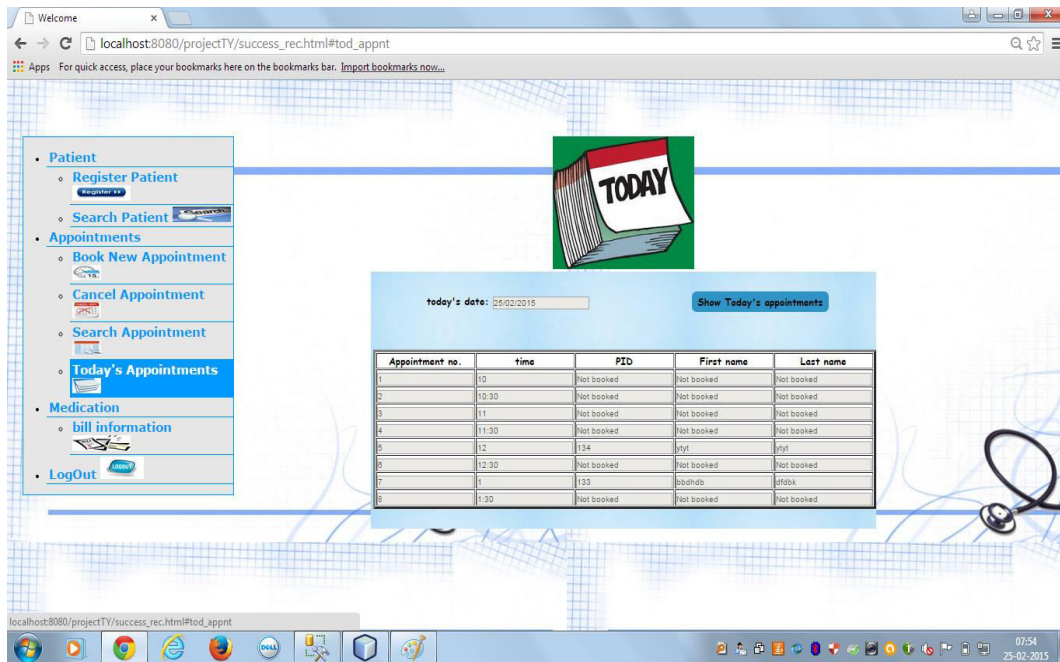 Welcome
localhost:8080/projectTY/success_rec.html#tod_appnt
Apps For quick access, place your bookmarks here on the bookmarks bar. Import bookmarks now...
Patient
Register Patient
Register >>
Search Patient Search
Appointments
Book New Appointment
15
Cancel Appointment
Search Appointment
Today's Appointments
Medication
bill information
LogOut LOGOUT
TODAY
today's date: 25/02/2015 Show Today's appointments
Appointment no. time PID First name Last name
1 10 Not booked Not booked Not booked
2 10:30 Not booked Not booked Not booked
3 11 Not booked Not booked Not booked
4 11:30 Not booked Not booked Not booked
5 12 134 ytyt ytyt
6 12:30 Not booked Not booked Not booked
7 1 133 bbdhdb dfdbk
8 1:30 Not booked Not booked Not booked
localhost:8080/projectTY/success_rec.html#tod_appnt
DELL
07:54
25-02-2015